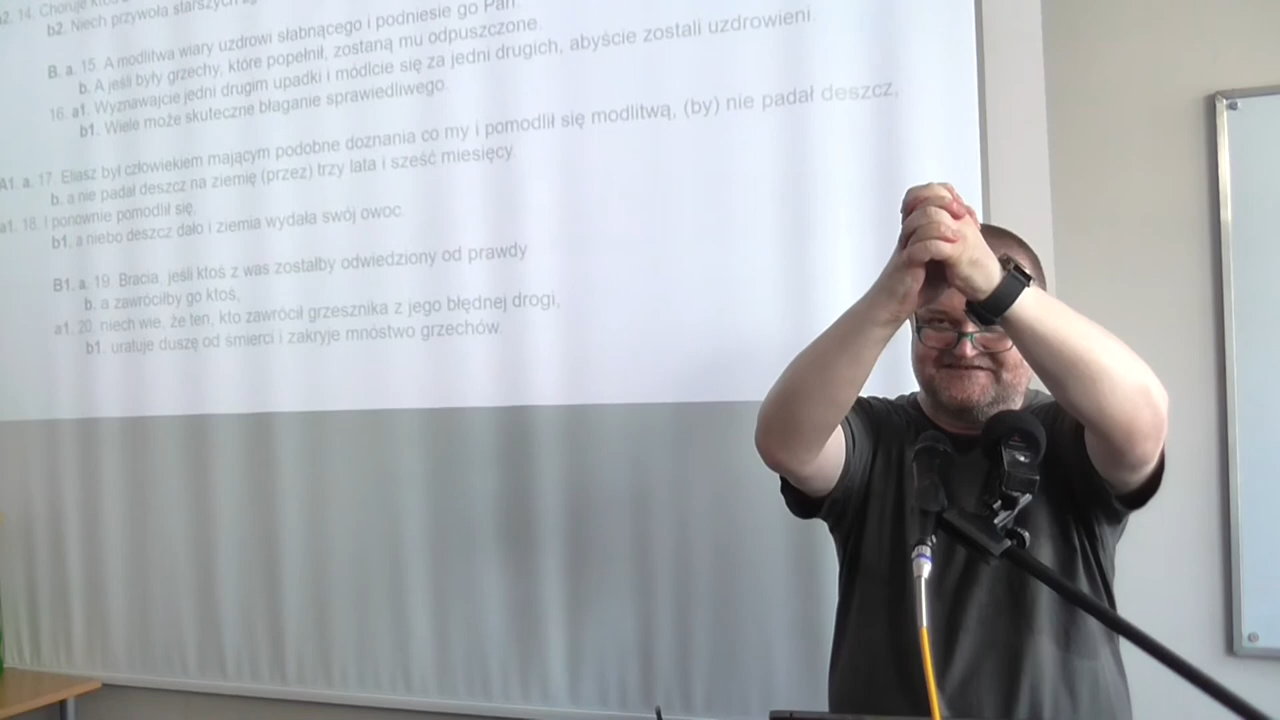 14. Choruje ktoś
b2. Niech przywoła starszych
B. a. 15. A modlitwa wiary uzdrowi słabnącego i podniesie go Pan.
b. A jeśli były grzechy, które popełnił, zostaną mu odpuszczone.
16. a1. Wyznawajcie jedni drugim upadki i módlcie się za jedni drugich, abyście zostali uzdrowieni.
b1. Wiele może skuteczne błaganie sprawiedliwego.
A1. a. 17. Eliasz był człowiekiem mającym podobne doznania co my i pomodlił się modlitwą, (by) nie padał deszcz,
b. a nie padał deszcz na ziemię (przez) trzy lata i sześć miesięcy.
a1. 18. I ponownie pomodlił się,
b1. a niebo deszcz dało i ziemia wydała swój owoc.
B1. a. 19. Bracia, jeśli ktoś z was zostałby odwiedziony od prawdy
b. a zawróciłby go ktoś,
a1. 20. niech wie, że ten, kto zawrócił grzesznika z jego błędnej drogi,
b1. uratuje duszę od śmierci i zakryje mnóstwo grzechów.